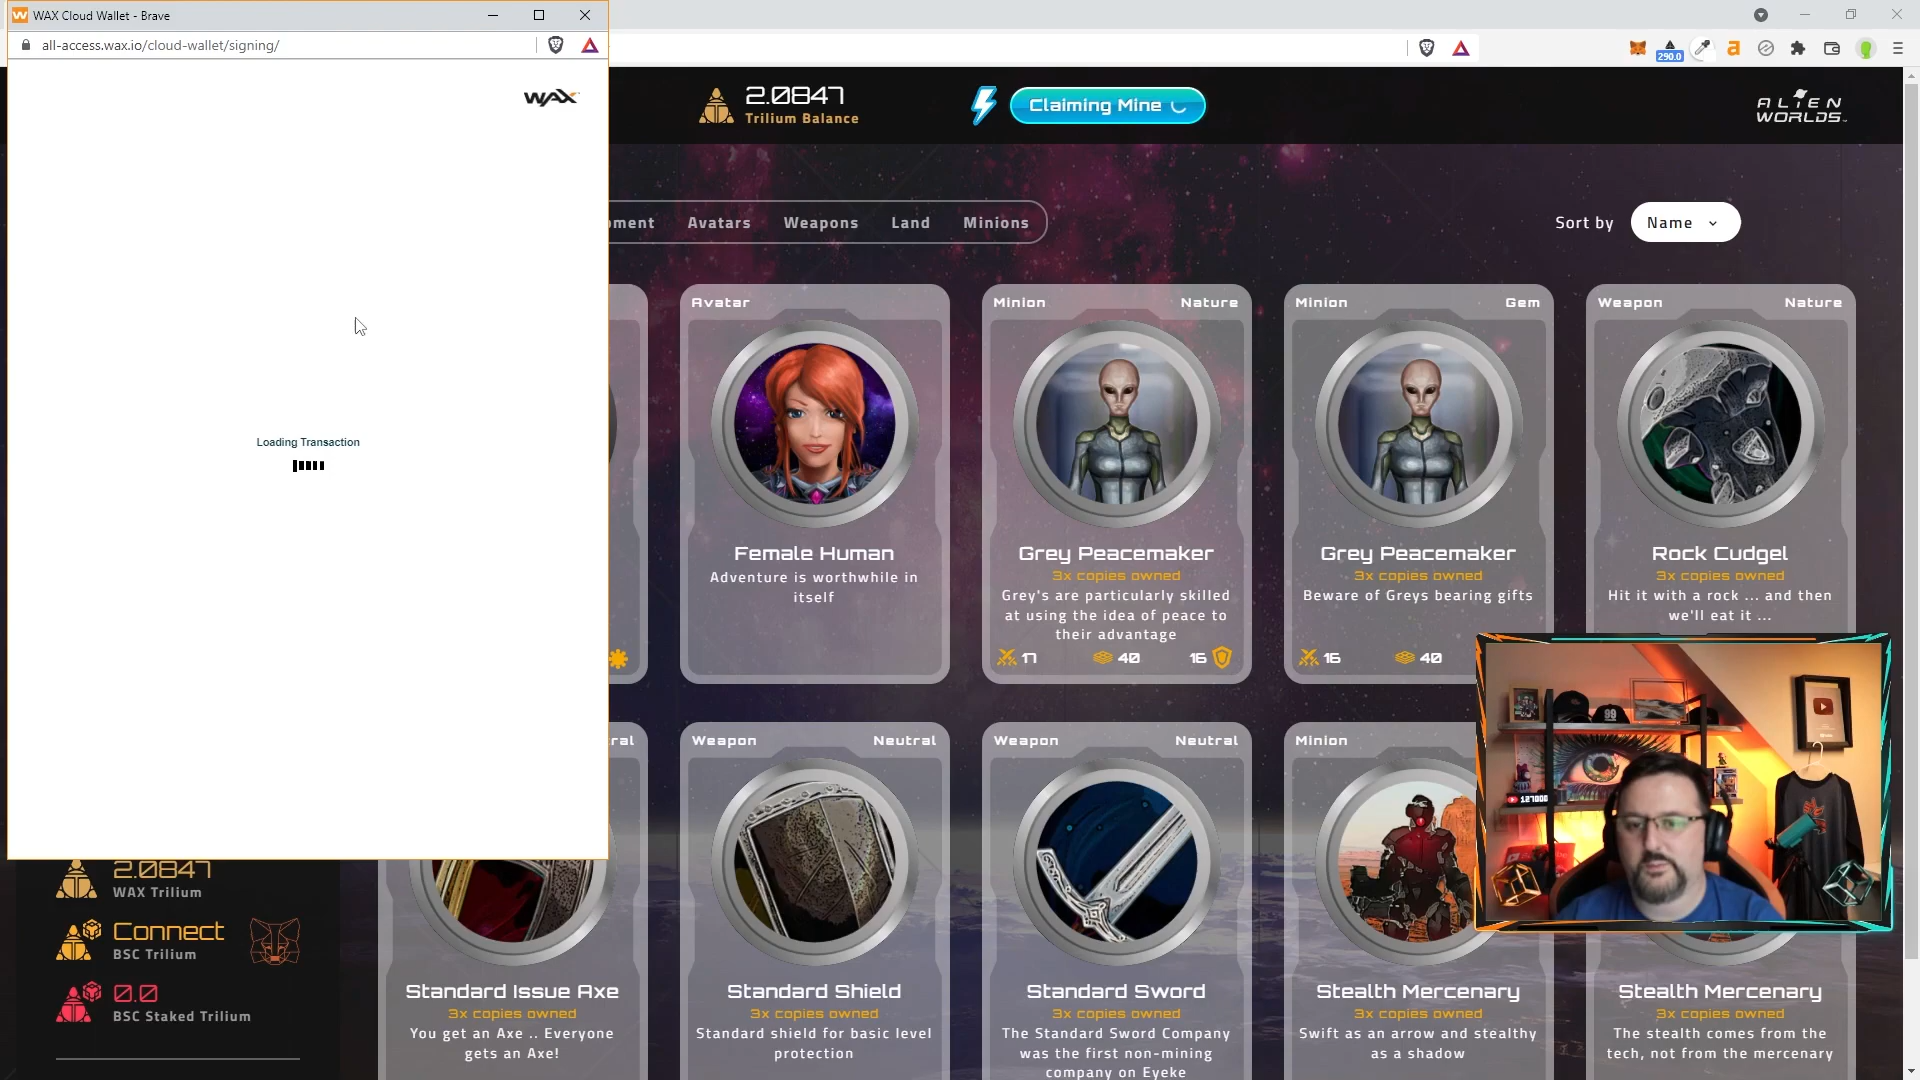 WAX Cloud Wallet - Brave
all-access.wax.io/cloud-wallet/signing/
290.0
WAX
Loading Transaction
2.0847
Trilium Balance
Claiming Mine
ALIEN
WORLDS
Avatars
Weapons
Land
Minions
Sort by
Name
Avatar
Female Human
Adventure is worthwhile in
itself
Minion
Nature
Grey Peacemaker
3x copies owned
Grey's are particularly skilled
at using the idea of peace to
their advantage
17
40
16
Minion
Gem
Grey Peacemaker
3x copies owned
Beware of Greys bearing gifts
16
40
Weapon
Nature
Rock Cudgel
3x copies owned
Hit it with a rock ... and then
we'll eat it ...
2.0847
WAX Trilium
Connect
BSC Trilium
0.0
BSC Staked Trilium
Standard Issue Axe
3x copies owned
You get an Axe .. Everyone
gets an Axe!
Weapon
Neutral
Standard Shield
3x copies owned
Standard shield for basic level
protection
Weapon
Neutral
Standard Sword
3x copies owned
The Standard Sword Company
was the first non-mining
company on Eyeke
Minion
Stealth Mercenary
3x copies owned
Swift as an arrow and stealthy
as a shadow
Stealth Mercenary
3x copies owned
The stealth comes from the
tech, not from the mercenary
99